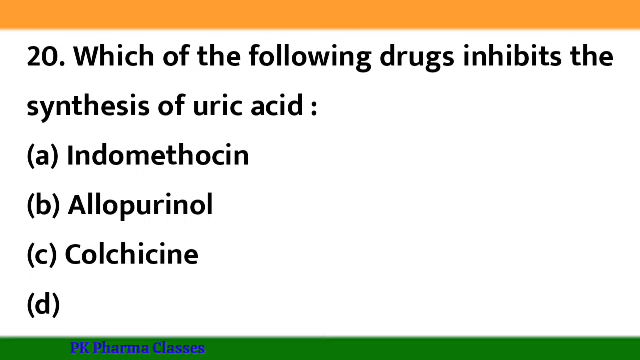 20. Which of the following drugs inhibits the
synthesis of uric acid :
(a) Indomethocin
(b) Allopurinol
(c) Colchicine
(d)
PK Pharma Classes